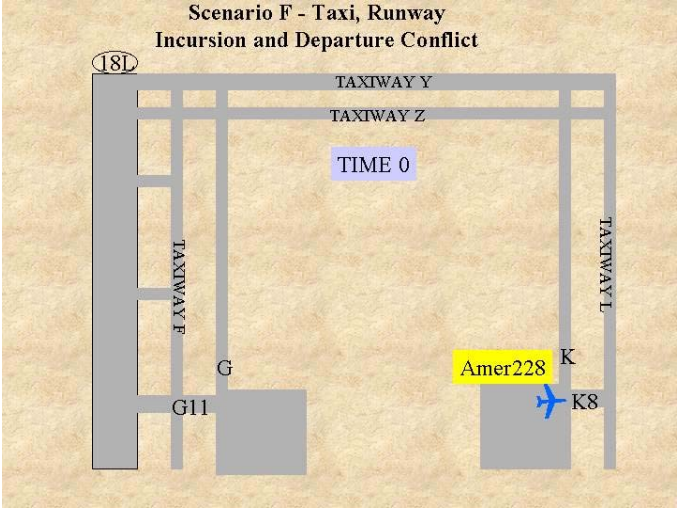 Scenario F - Taxi, Runway
Incursion and Departure Conflict
18L
TAXIWAY Y
TAXIWAY Z
TIME 0
TAXIWAY F
TAXIWAY L
G
K
Amer228
G11
K8